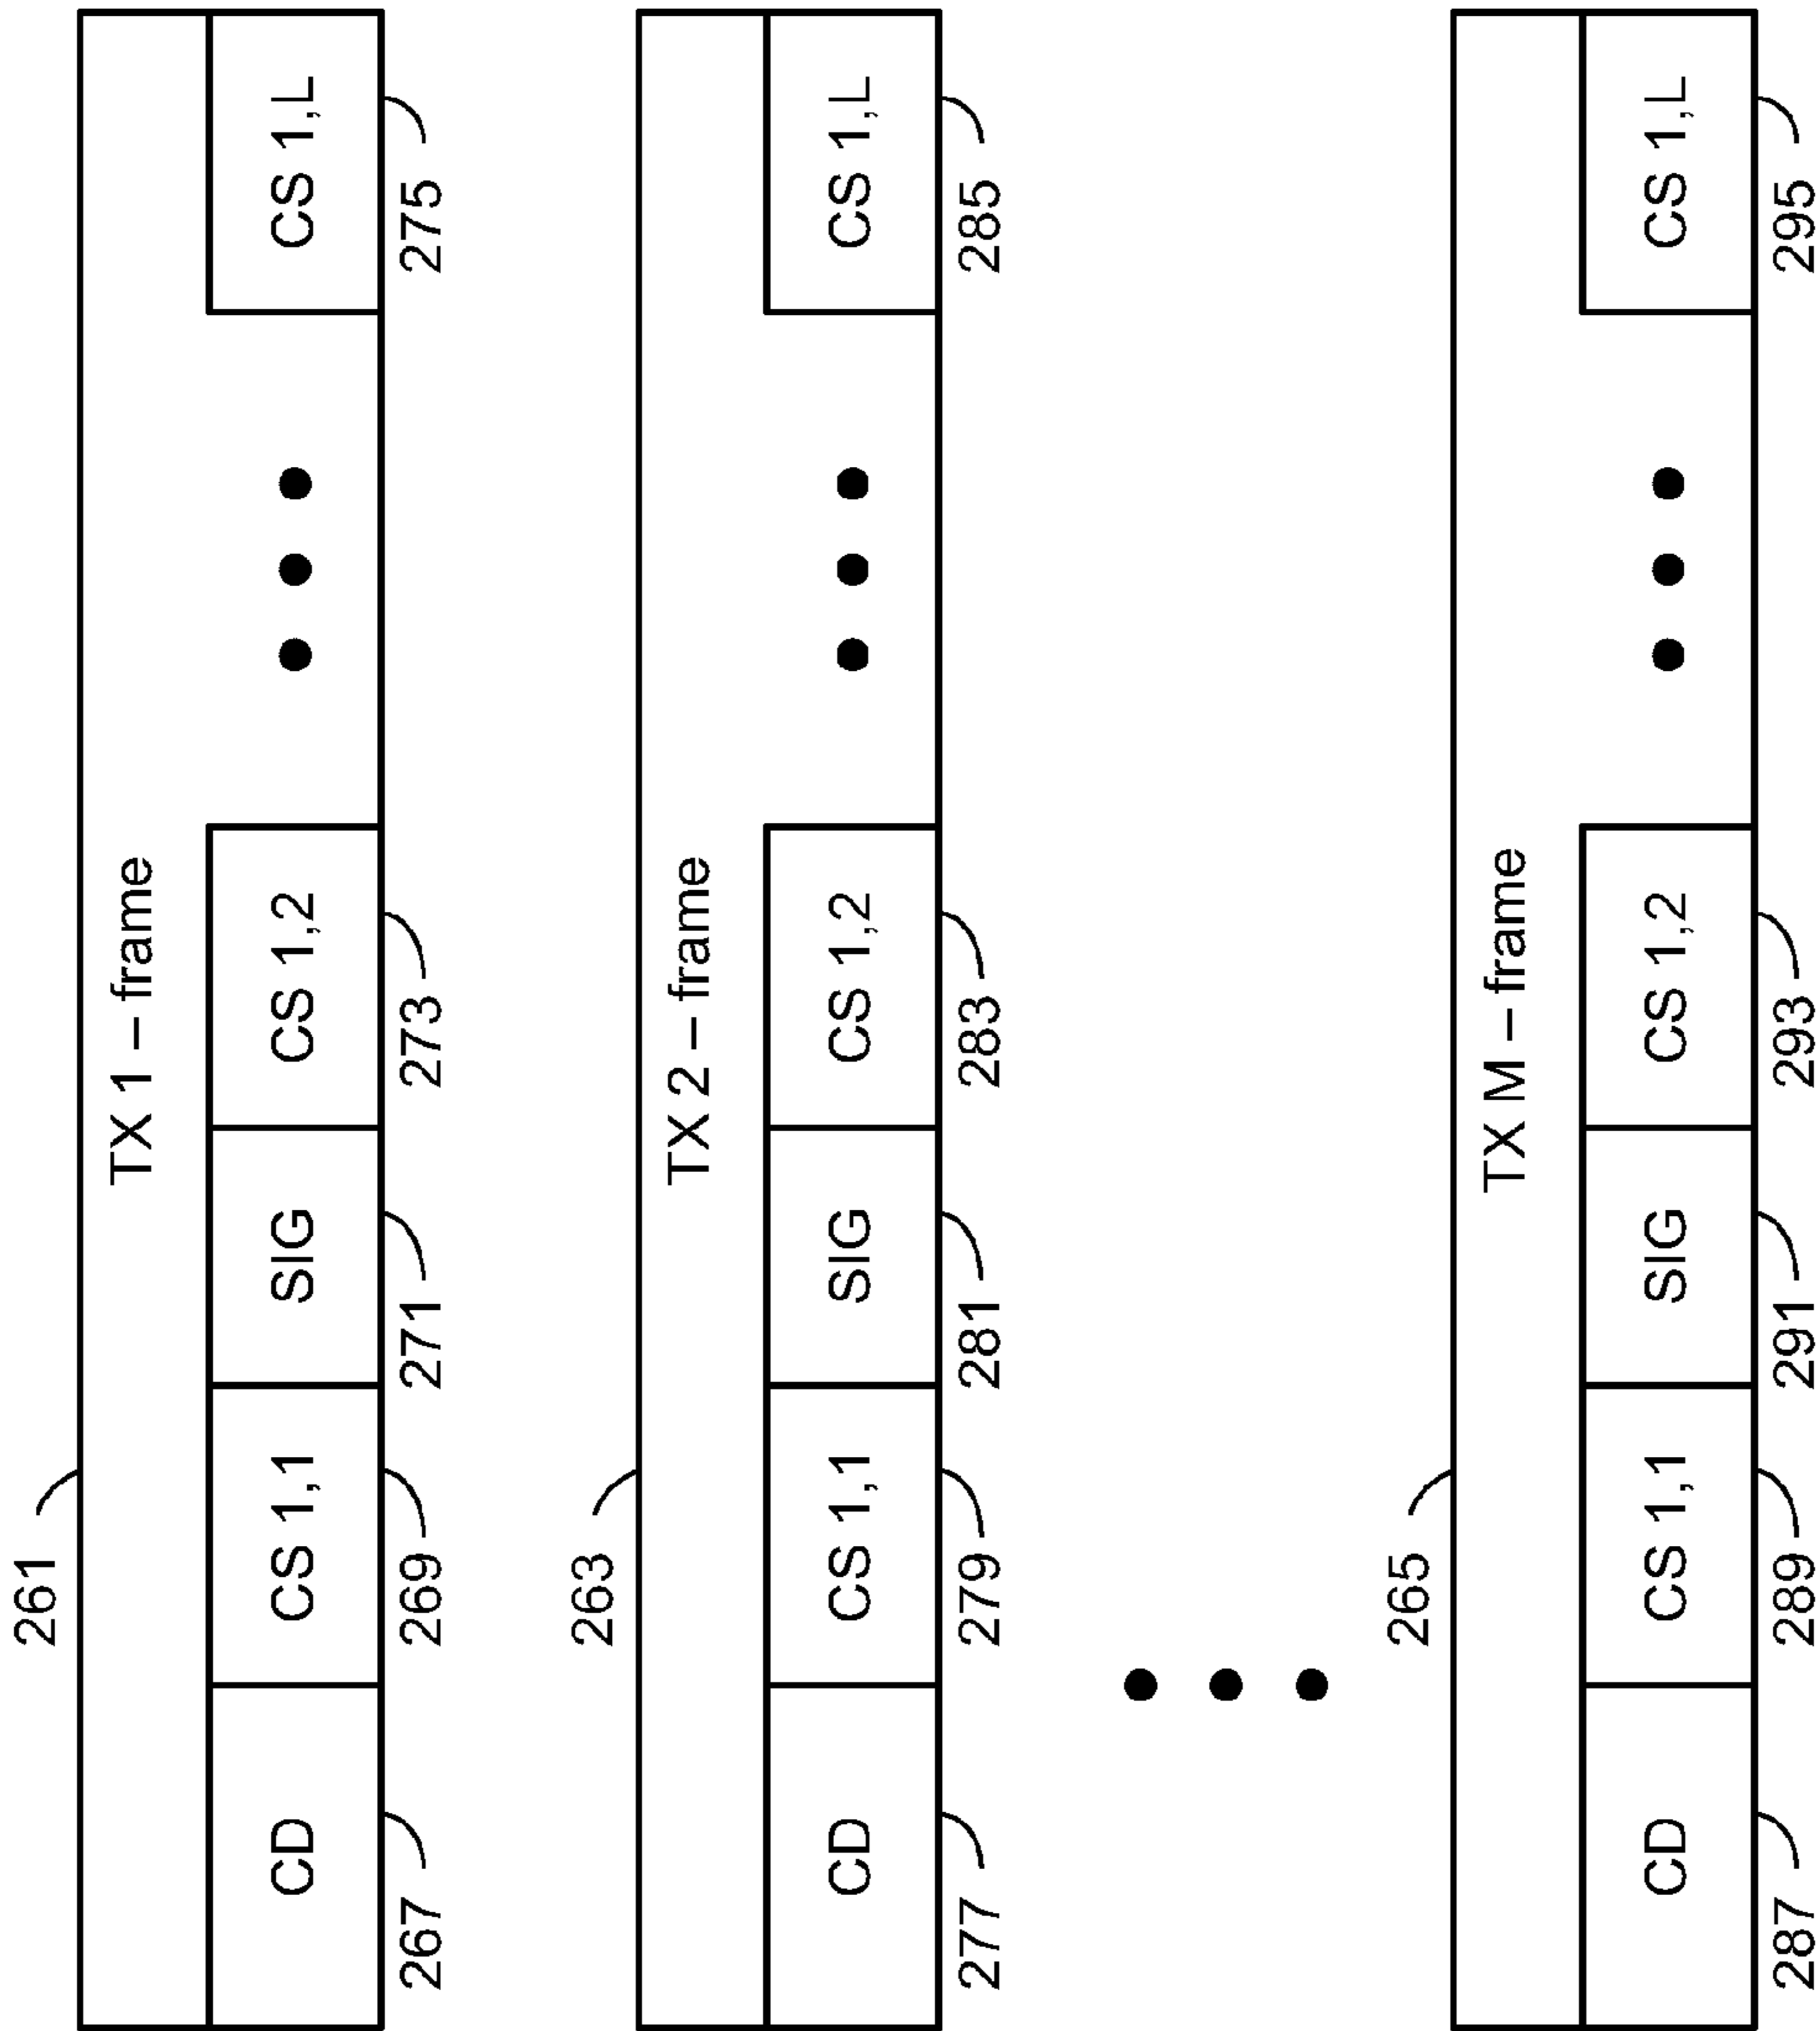 261
TX 1 – frame
CD CS 1,1 SIG CS 1,2 CS 1,L
267 269 271 273 275
263
TX 2 – frame
CD CS 1,1 SIG CS 1,2 CS 1,L
277 279 281 283 285
265
TX M – frame
CD CS 1,1 SIG CS 1,2 CS 1,L
287 289 291 293 295